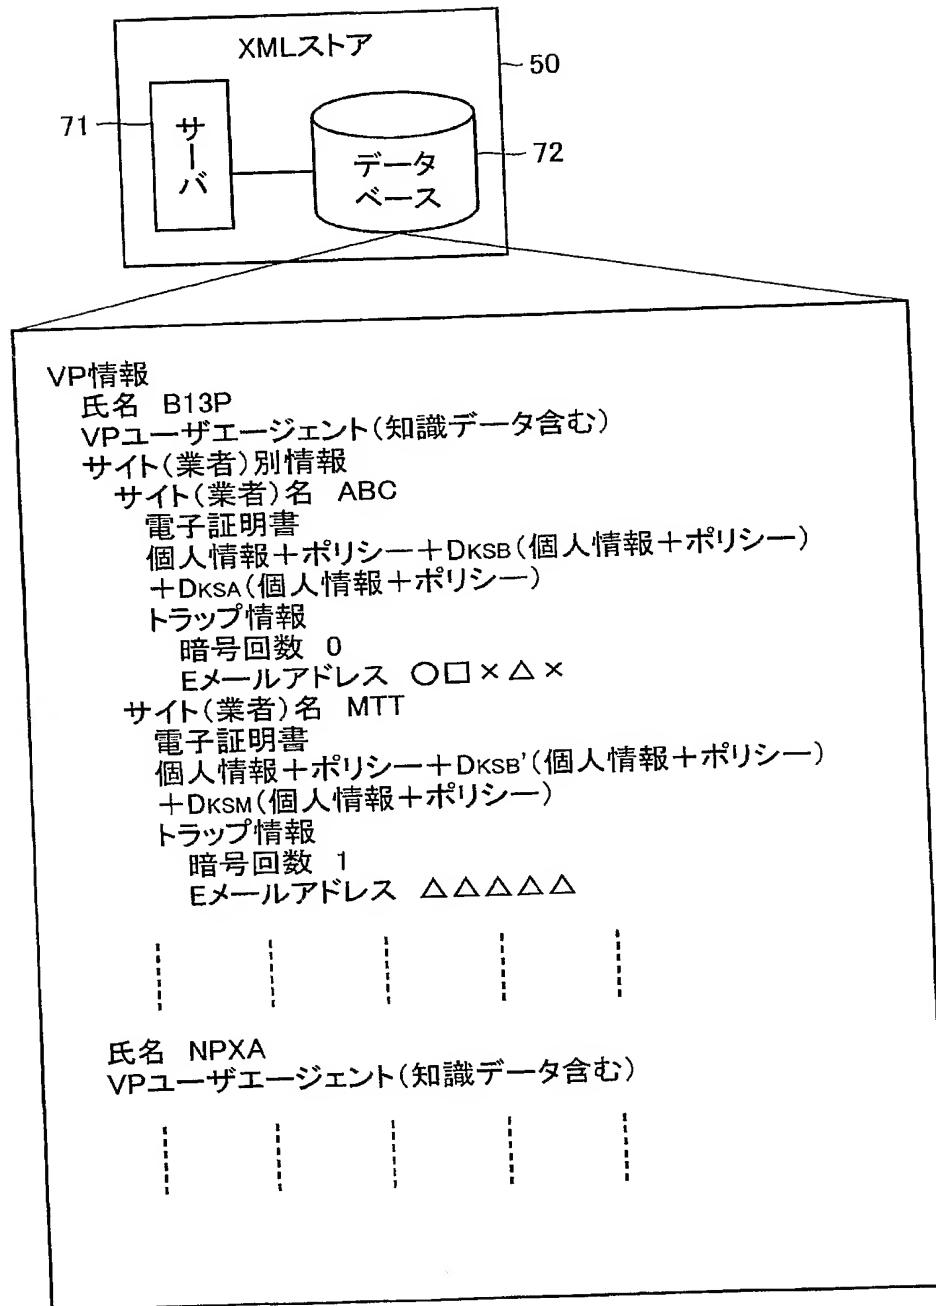 XMLストア
50
71
サーバ
データ
ベース
72
VP情報
氏名 B13P
VPユーザエージェント(知識データ含む)
サイト(業者)別情報
サイト(業者)名 ABC
電子証明書
個人情報+ポリシー+DKSB(個人情報+ポリシー)
+DKSA(個人情報+ポリシー)
トラップ情報
暗号回数 0
Eメールアドレス ○□×△×
サイト(業者)名 MTT
電子証明書
個人情報+ポリシー+DKSB'(個人情報+ポリシー)
+DKSM(個人情報+ポリシー)
トラップ情報
暗号回数 1
Eメールアドレス △△△△△
氏名 NPXA
VPユーザエージェント(知識データ含む)